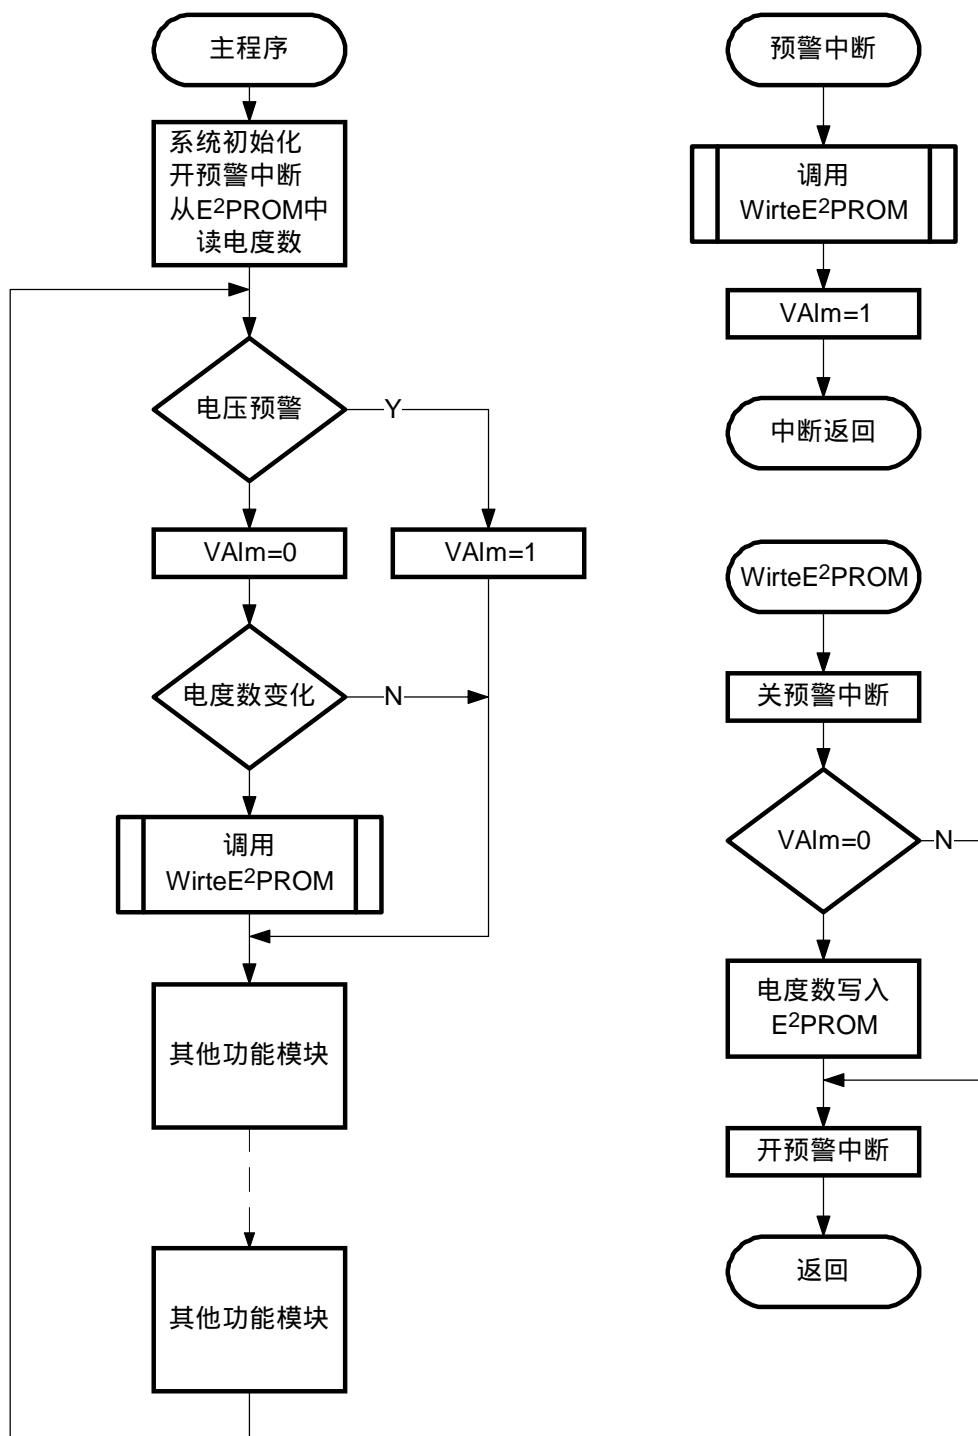 主程序
系统初始化
开预警中断
从E²PROM中
读电度数
电压预警
Y
VAlm=0
VAlm=1
电度数变化
N
调用
WirteE²PROM
其他功能模块
其他功能模块
预警中断
调用
WirteE²PROM
VAlm=1
中断返回
WirteE²PROM
关预警中断
VAlm=0
N
电度数写入
E²PROM
开预警中断
返回